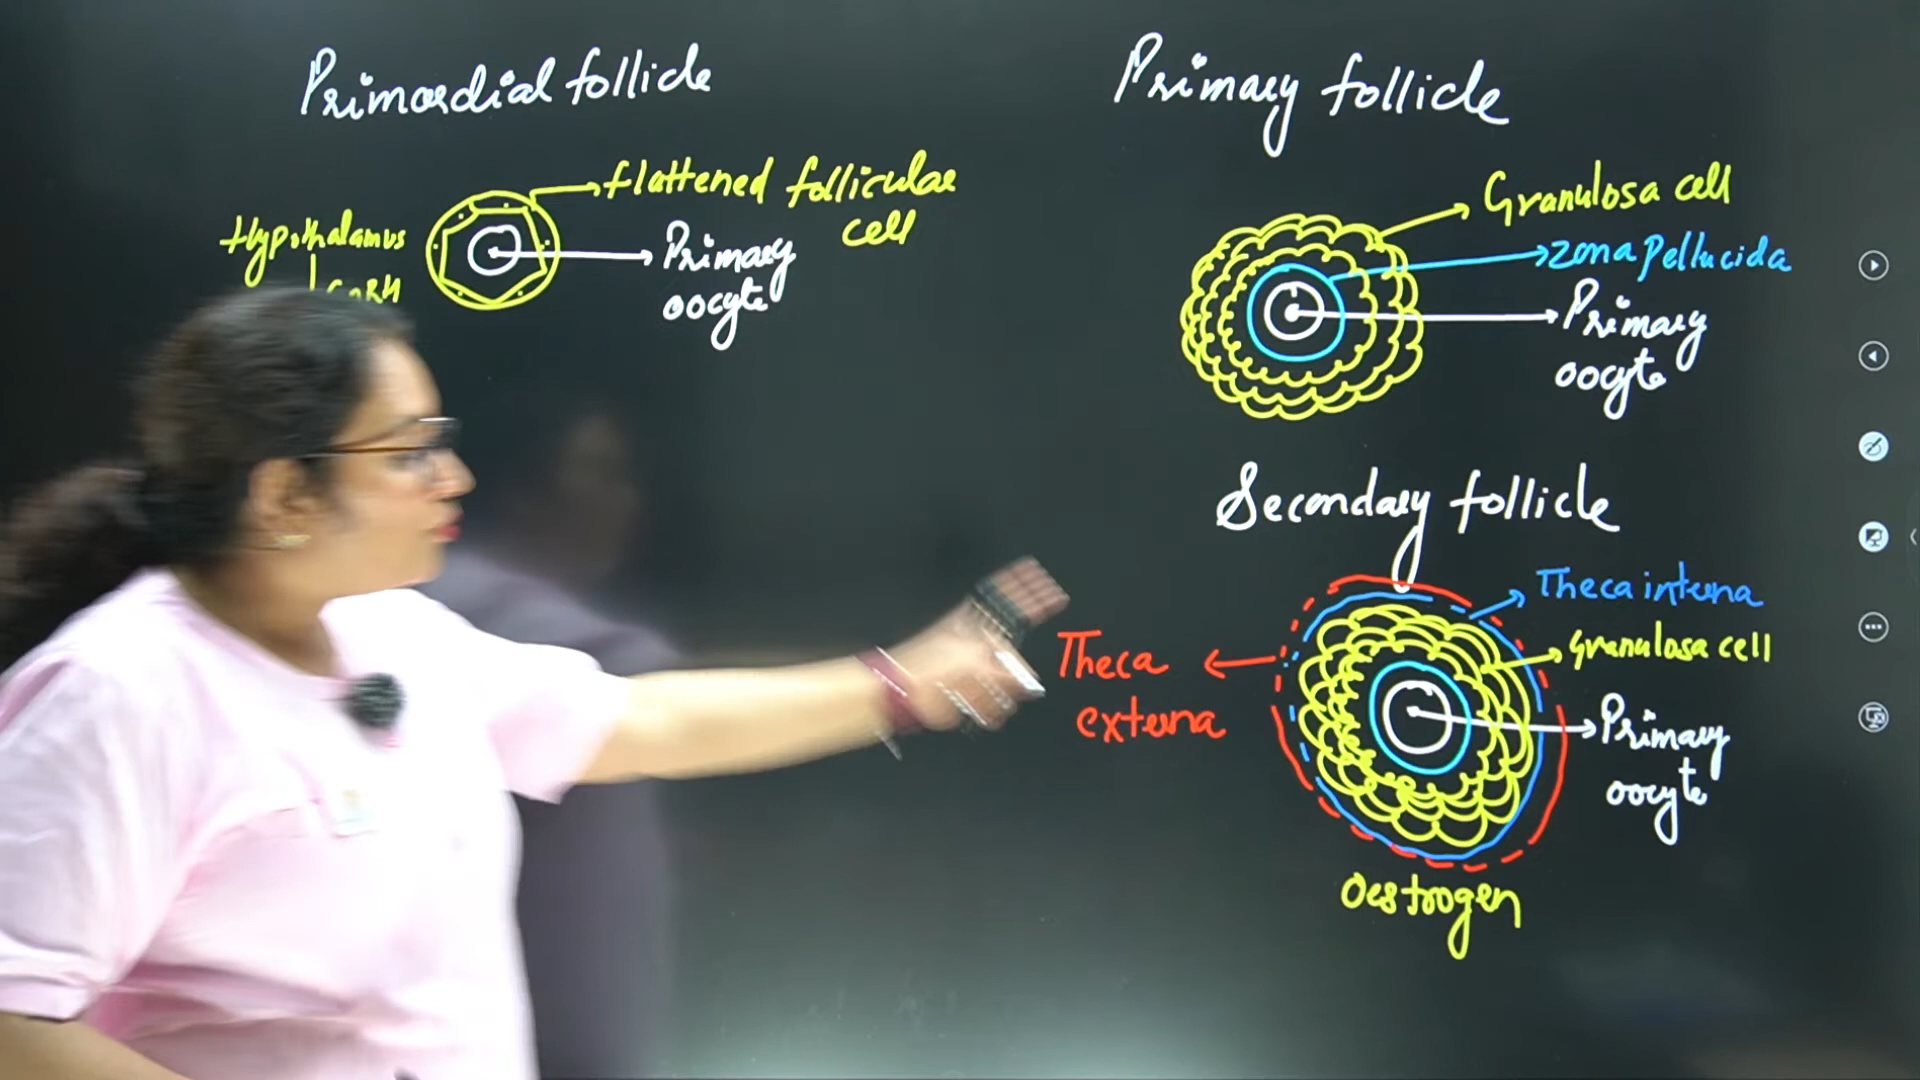 Primordial follicle
flattened follicular
cell
Primary
oocyte
Hypothalamus
GnRH
Primary follicle
Granulosa cell
zona pellucida
Primary
oocyte
Secondary follicle
Theca interna
Granulosa cell
Theca
externa
Primary
oocyte
Oestrogen